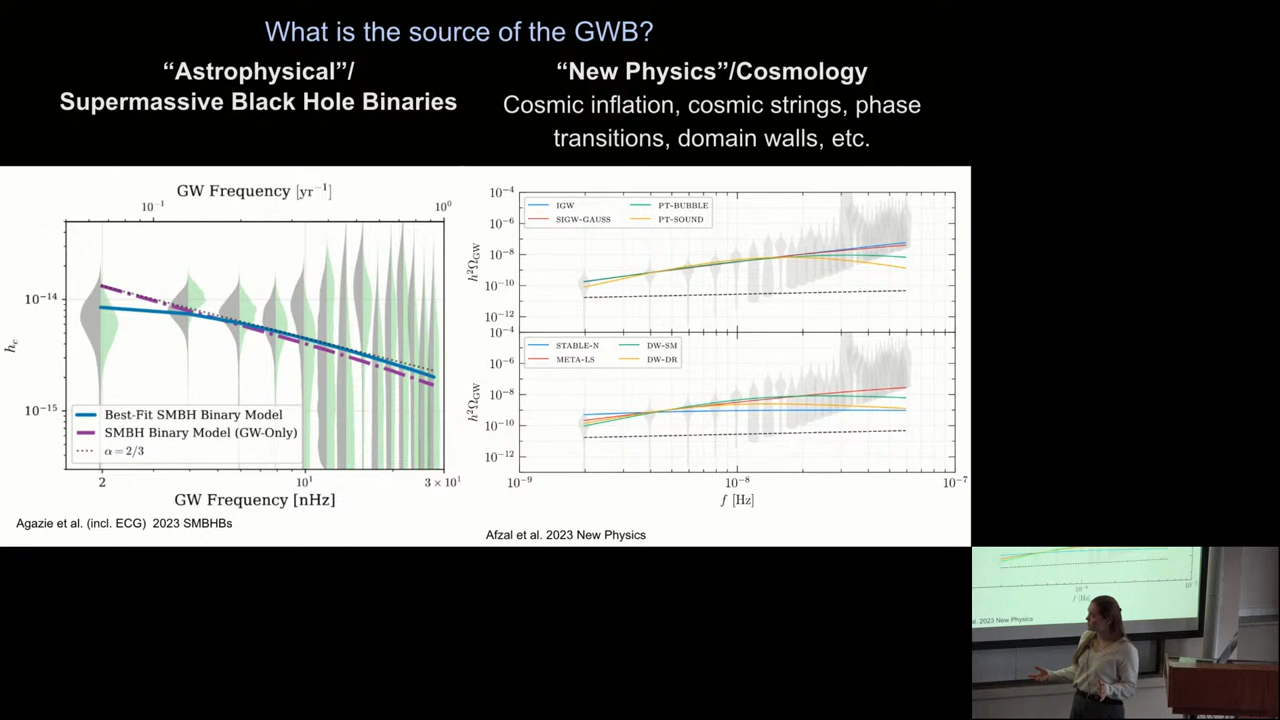 What is the source of the GWB?
“Astrophysical”/
Supermassive Black Hole Binaries
“New Physics”/Cosmology
Cosmic inflation, cosmic strings, phase
transitions, domain walls, etc.
GW Frequency [yr⁻¹]
10⁻¹
10⁰
10⁻¹⁴
10⁻¹⁵
h_c
Best-Fit SMBH Binary Model
SMBH Binary Model (GW-Only)
α = 2/3
2
10¹
3 × 10¹
GW Frequency [nHz]
Agazie et al. (incl. ECG) 2023 SMBHBs
10⁻⁴
10⁻⁶
10⁻⁸
10⁻¹⁰
10⁻¹²
h²Ω_GW
IGW
PT-BUBBLE
SIGW-GAUSS
PT-SOUND
10⁻⁴
10⁻⁶
10⁻⁸
10⁻¹⁰
10⁻¹²
h²Ω_GW
STABLE-N
DW-SM
META-LS
DW-DR
10⁻⁹
10⁻⁸
10⁻⁷
f [Hz]
Afzal et al. 2023 New Physics
f [Hz]
al. 2023 New Physics